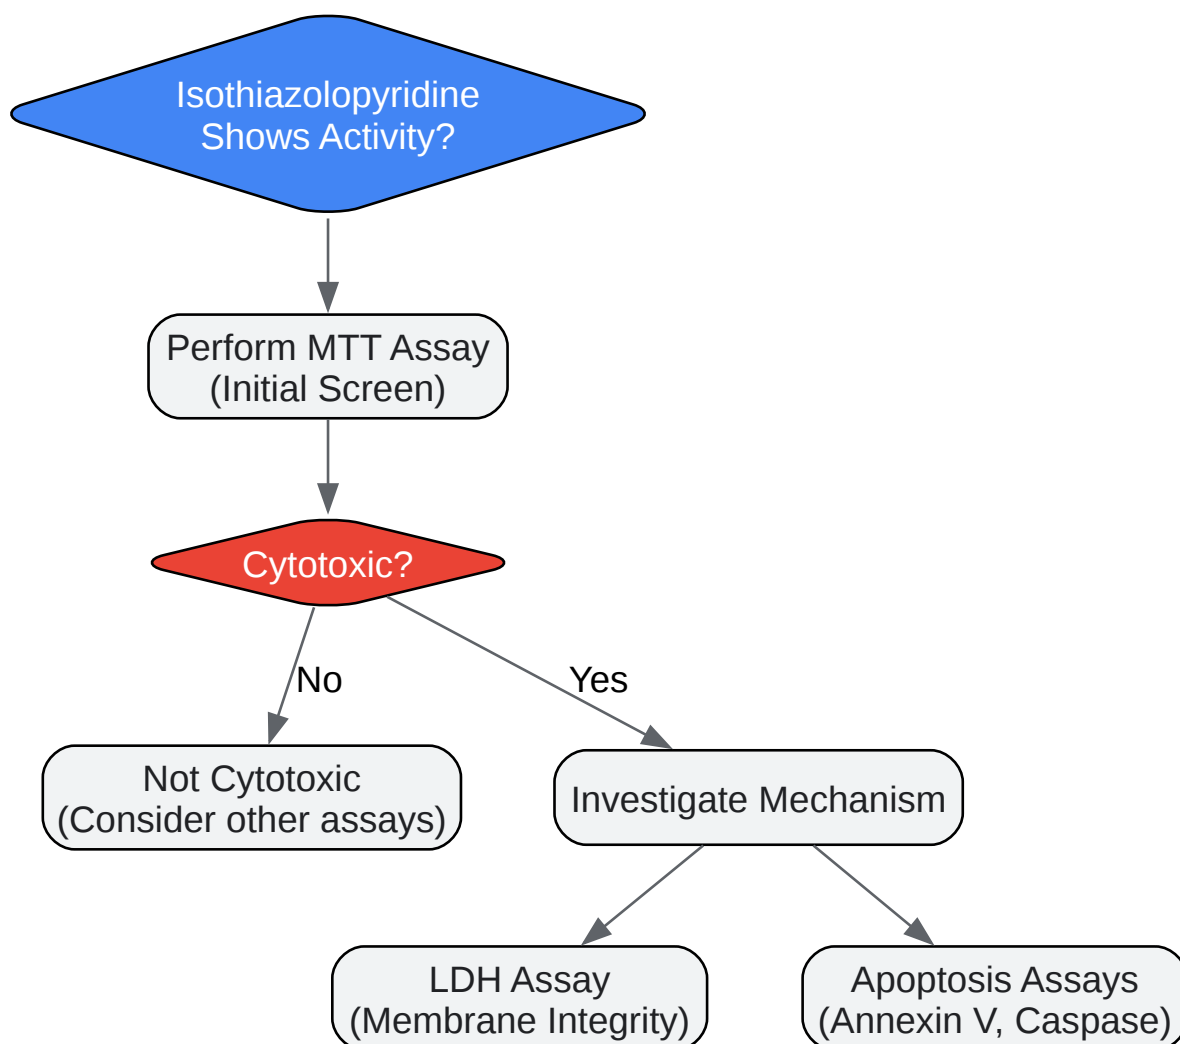 Isothiazolopyridine
Shows Activity?
Perform MTT Assay
(Initial Screen)
Cytotoxic?
No
Yes
Not Cytotoxic
(Consider other assays)
Investigate Mechanism
LDH Assay
(Membrane Integrity)
Apoptosis Assays
(Annexin V, Caspase)